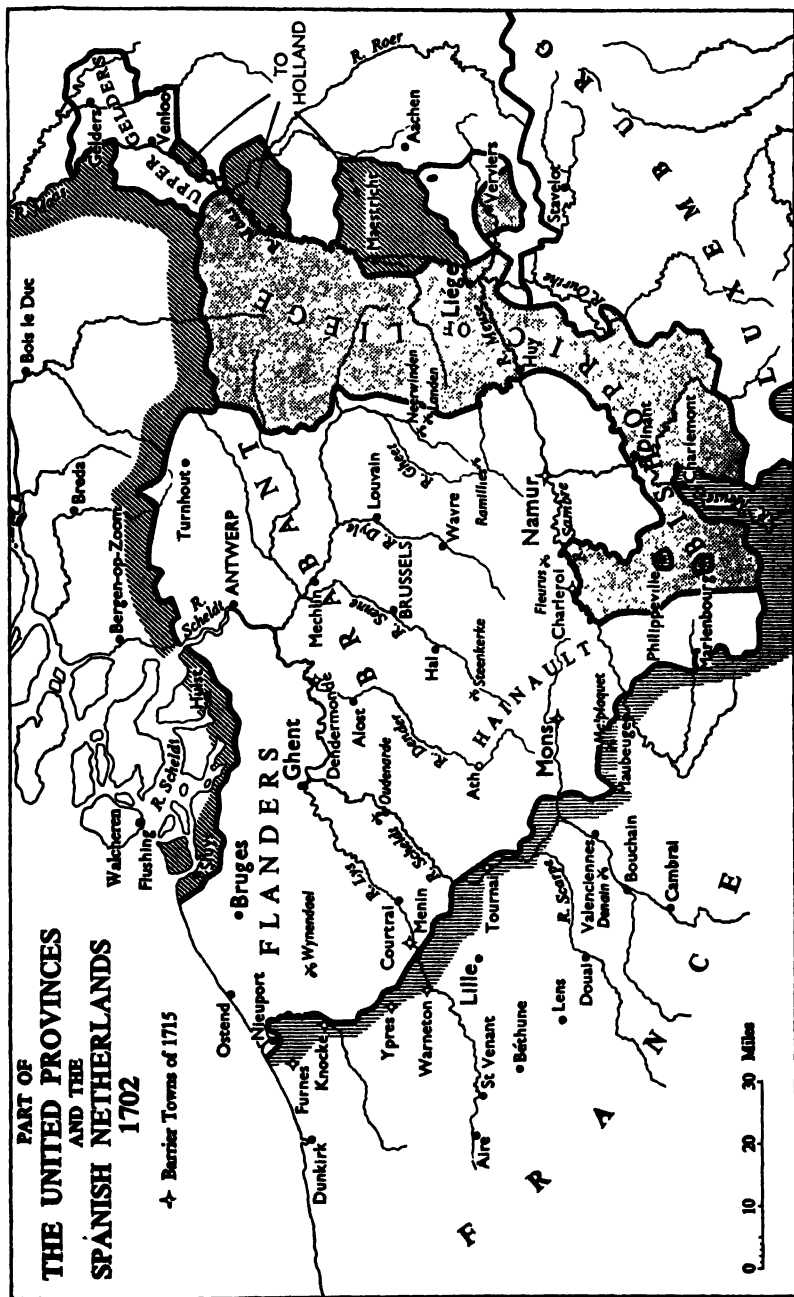 PART OF
THE UNITED PROVINCES
AND THE
SPANISH NETHERLANDS
1702
Barrier Towns of 1715
Walcheren
Flushing
R. Scheldt
Hulst
Bergen-op-Zoom
Breda
Bois le Duc
R. Maas
Gelders
UPPER GELDERS
Venloo
TO
HOLLAND
R. Roer
Ostend
Nieuport
Bruges
FLANDERS
Dunkirk
Furnes
Knocke
Wynendael
Ghent
R. Scheldt
ANTWERP
Turnhout
Mechlin
Dendermonde
Alost
BRABANT
R. Lys
Courtrai
Menin
Ypres
Warneton
Oudenarde
R. Scheldt
R. Dender
Hal
R. Senne
BRUSSELS
R. Dyle
Louvain
Wavre
R. Gheet
Ramillies
Neerwinden
Landen
Maestricht
Aachen
Liege
R. Meuse
Verviers
Stavelot
R. Ourthe
Huy
BISHOPRIC OF LIEGE
Aire
St Venant
Lille
Béthune
Tournai
Ath
Steenkerke
HAINAULT
Mons
Fleurus
Charleroi
Namur
Sambre
Dinant
Charlemont
Philippeville
Marienbourg
Malplaquet
Maubeuge
Lens
Douai
R. Scarpe
Valenciennes
Denain
Bouchain
Cambrai
FRANCE
LUXEMBURG
0 10 20 30 Miles